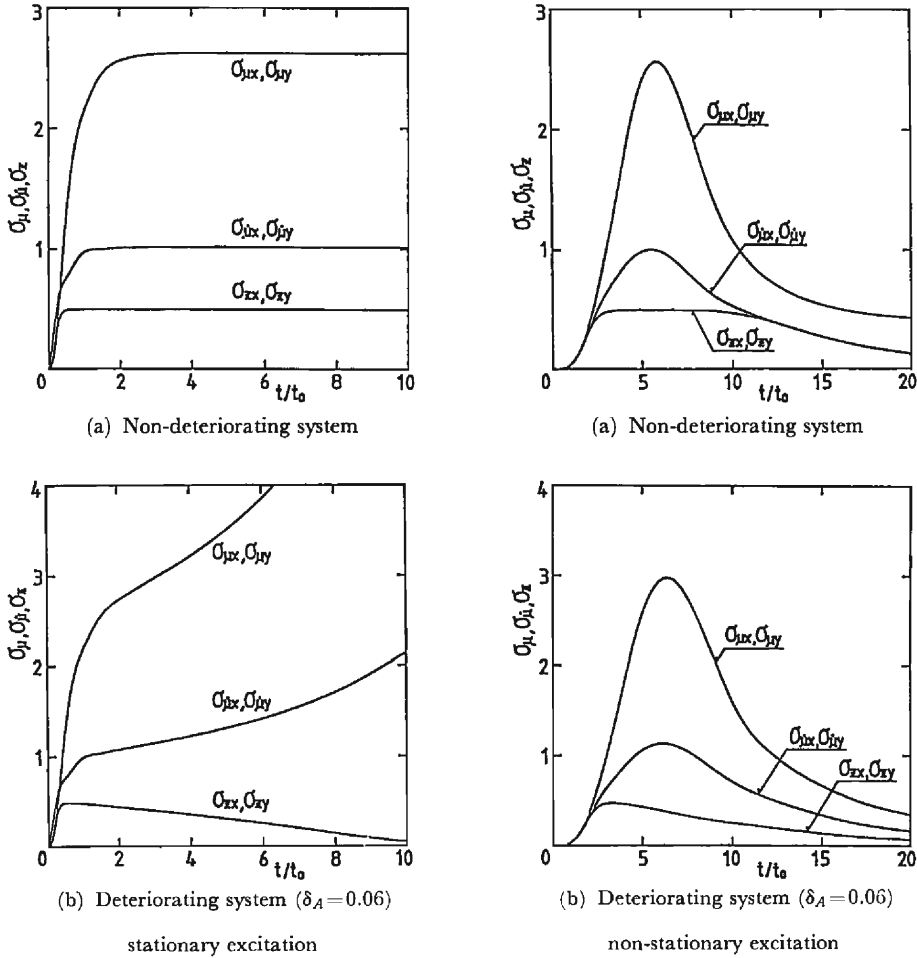 3
2
1
0
σμ,σμ̇,σz
σμx,σμy
σμ̇x,σμ̇y
σzx,σzy
2 4 6 8 10
t/t₀
(a) Non-deteriorating system
3
2
1
0
σμ,σμ̇,σz
σμx,σμy
σμ̇x,σμ̇y
σzx,σzy
5 10 15 20
t/t₀
(a) Non-deteriorating system
4
3
2
1
0
σμ,σμ̇,σz
σμx,σμy
σμ̇x,σμ̇y
σzx,σzy
2 4 6 8 10
t/t₀
(b) Deteriorating system (δA=0.06)
stationary excitation
4
3
2
1
0
σμ,σμ̇,σz
σμx,σμy
σμ̇x,σμ̇y
σzx,σzy
5 10 15 20
t/t₀
(b) Deteriorating system (δA=0.06)
non-stationary excitation